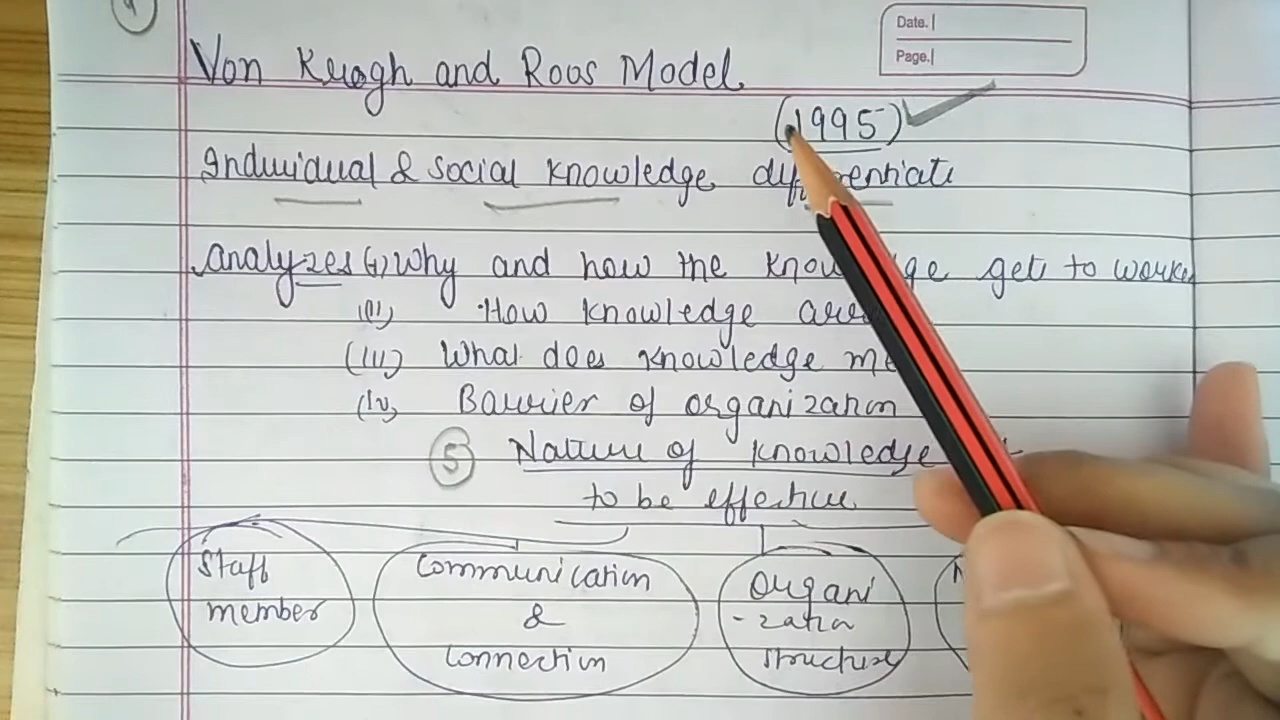 Date.
Page.
Von Krogh and Roos Model
(1995)
Individual & social knowledge differentiate
Analyzes (i) Why and how the knowledge gets to worker
(ii) How knowledge
(iii) What does knowledge
(iv) Barrier of organization
(5) Nature of knowledge
to be effective
Staff
member
Communication
&
Connection
Organi
-zation
structure